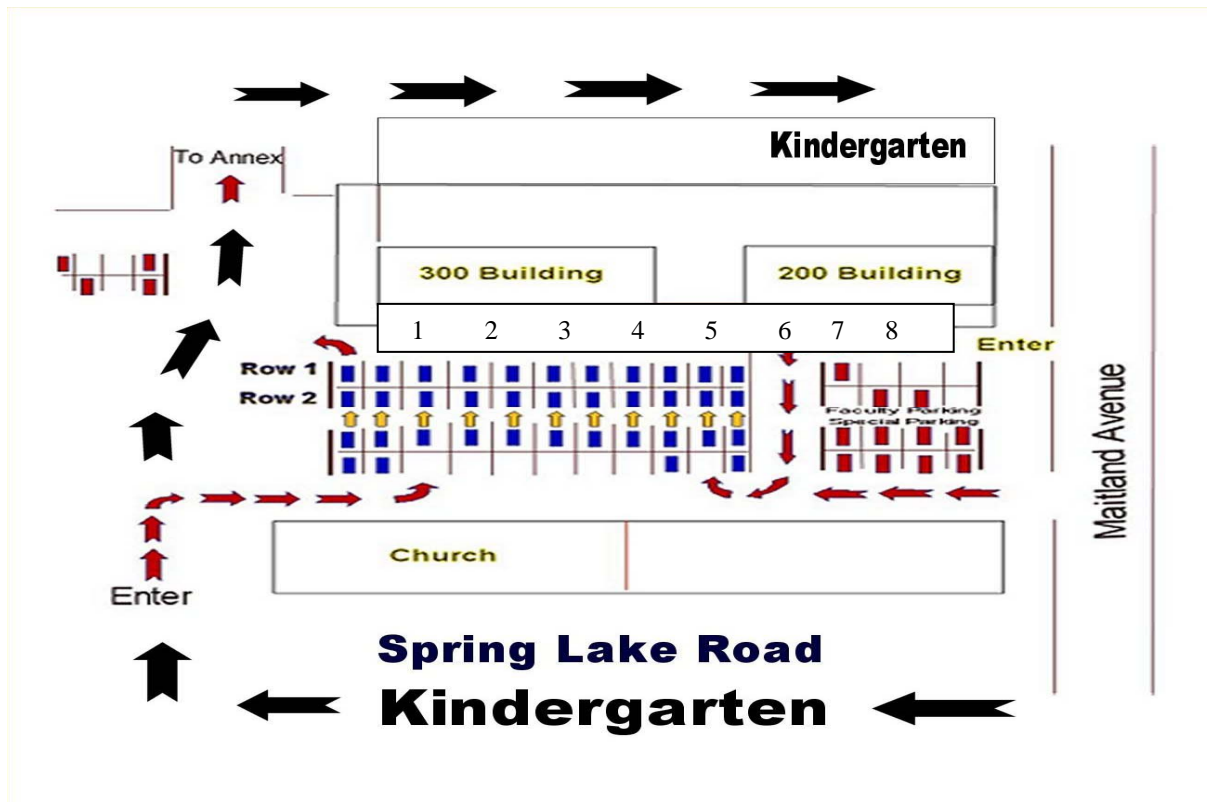 Kindergarten
To Annex
300 Building
200 Building
1 2 3 4 5 6 7 8
Enter
Row 1
Row 2
Faculty Parking
Special Parking
Maitland Avenue
Church
Enter
Spring Lake Road
Kindergarten